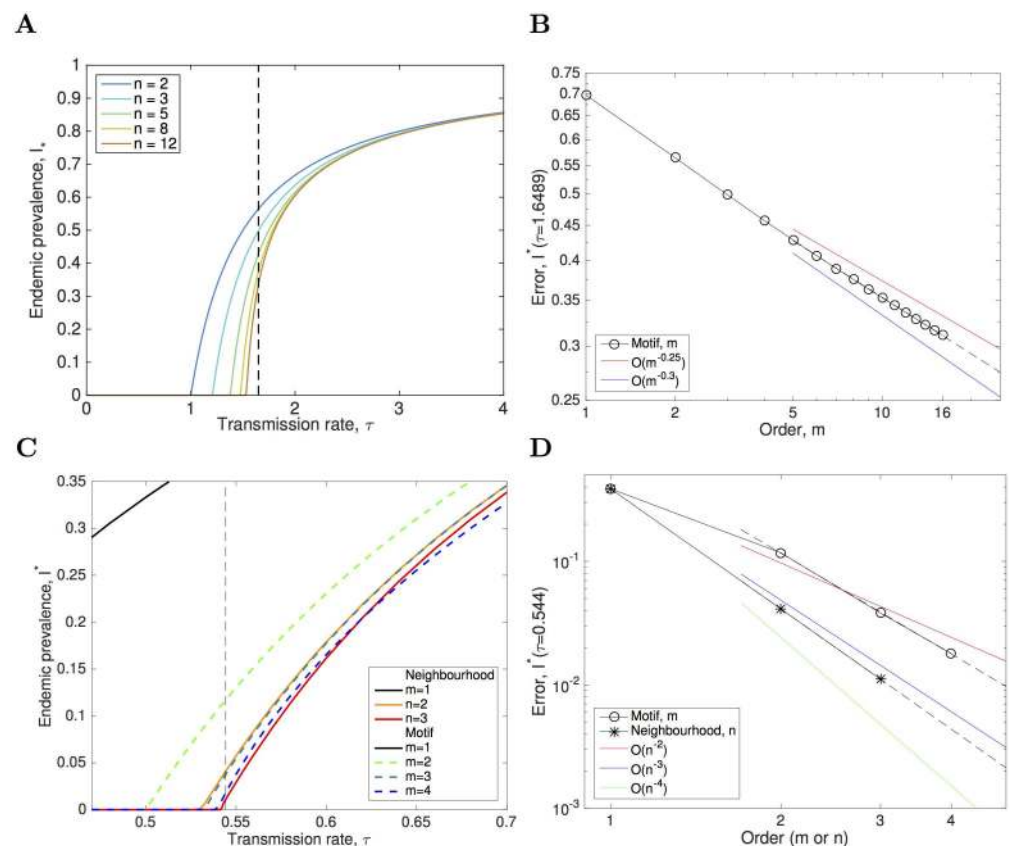 A
Endemic prevalence, I*
1
0.9
0.8
0.7
0.6
0.5
0.4
0.3
0.2
0.1
0
n = 2
n = 3
n = 5
n = 8
n = 12
0 1 2 3 4
Transmission rate, τ
B
Error, I* (τ=1.6489)
0.75
0.7
0.65
0.6
0.55
0.5
0.45
0.4
0.35
0.3
0.25
Motif, m
O(m^-0.25)
O(m^-0.3)
1 2 5 10 16
Order, m
C
Endemic prevalence, I*
0.35
0.3
0.25
0.2
0.15
0.1
0.05
0
Neighbourhood
m=1
n=2
n=3
Motif
m=1
m=2
m=3
m=4
0.5 0.55 0.6 0.65 0.7
Transmission rate, τ
D
Error, I* (τ=0.544)
10^-1
10^-2
10^-3
Motif, m
Neighbourhood, n
O(n^-2)
O(n^-3)
O(n^-4)
1 2 3 4
Order (m or n)